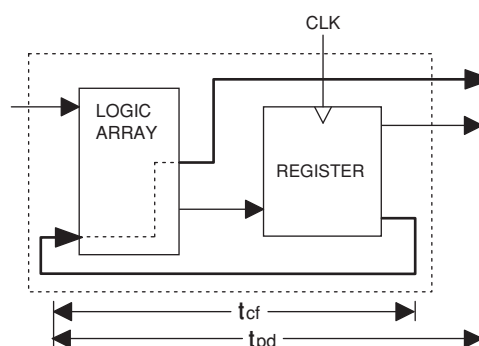 CLK
LOGIC
ARRAY
REGISTER
tcf
tpd